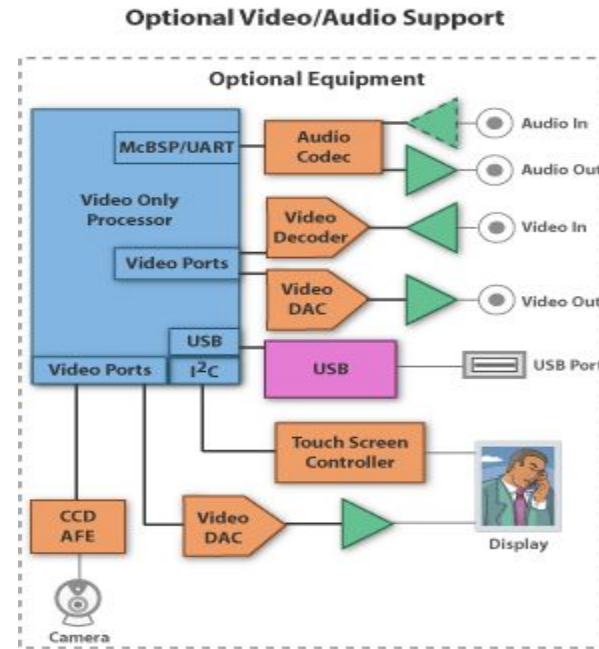 Optional Video/Audio Support
Optional Equipment
McBSP/UART
Audio
Codec
Audio In
Audio Out
Video Only
Processor
Video
Decoder
Video In
Video Ports
Video
DAC
Video Out
USB
USB
USB Port
Video Ports
I²C
Touch Screen
Controller
CCD
AFE
Video
DAC
Display
Camera